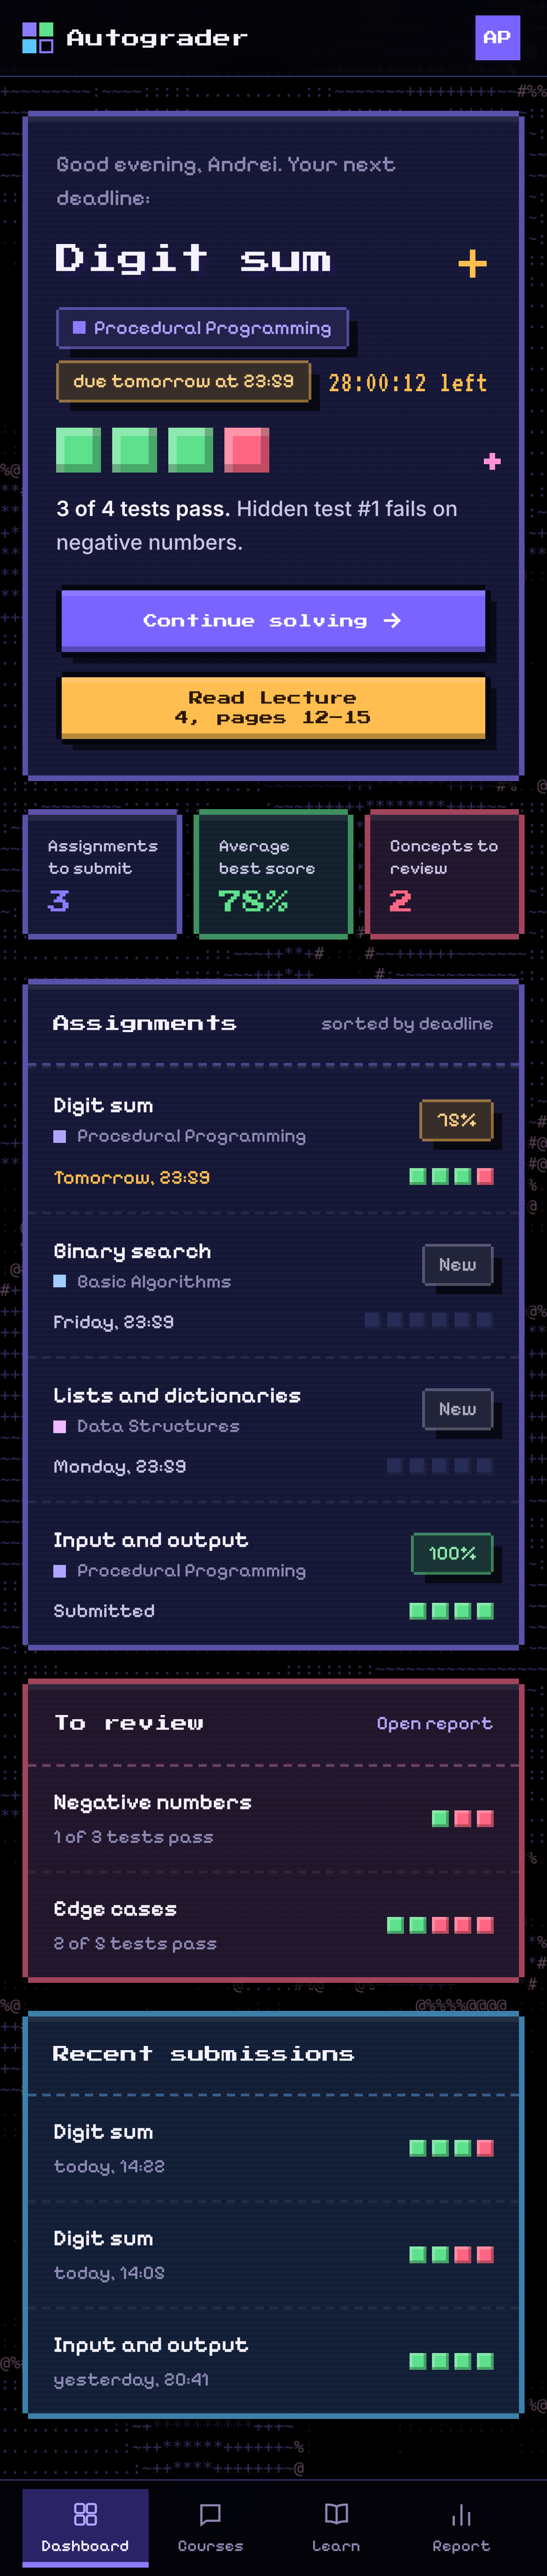 Autograder
AP
Good evening, Andrei. Your next
deadline:
Digit sum
Procedural Programming
due tomorrow at 23:59
28:00:12 left
3 of 4 tests pass. Hidden test #1 fails on
negative numbers.
Continue solving →
Read Lecture
4, pages 12–15
Assignments
to submit
3
Average
best score
78%
Concepts to
review
2
Assignments
sorted by deadline
Digit sum
75%
Procedural Programming
Tomorrow, 23:59
Binary search
New
Basic Algorithms
Friday, 23:59
Lists and dictionaries
New
Data Structures
Monday, 23:59
Input and output
100%
Procedural Programming
Submitted
To review
Open report
Negative numbers
1 of 3 tests pass
Edge cases
2 of 5 tests pass
Recent submissions
Digit sum
today, 14:22
Digit sum
today, 14:05
Input and output
yesterday, 20:41
Dashboard
Courses
Learn
Report